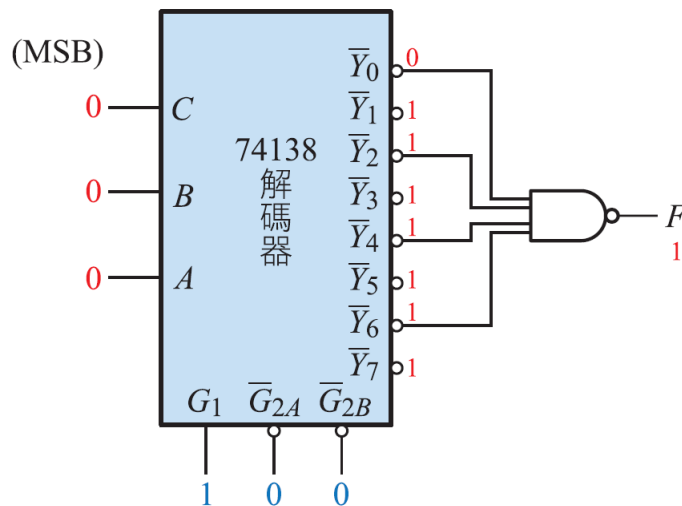 (MSB)
0 C
0 B
0 A
74138
解碼器
Y̅0 0
Y̅1 1
Y̅2 1
Y̅3 1
Y̅4 1
Y̅5 1
Y̅6 1
Y̅7 1
F
1
G1 G̅2A G̅2B
1 0 0